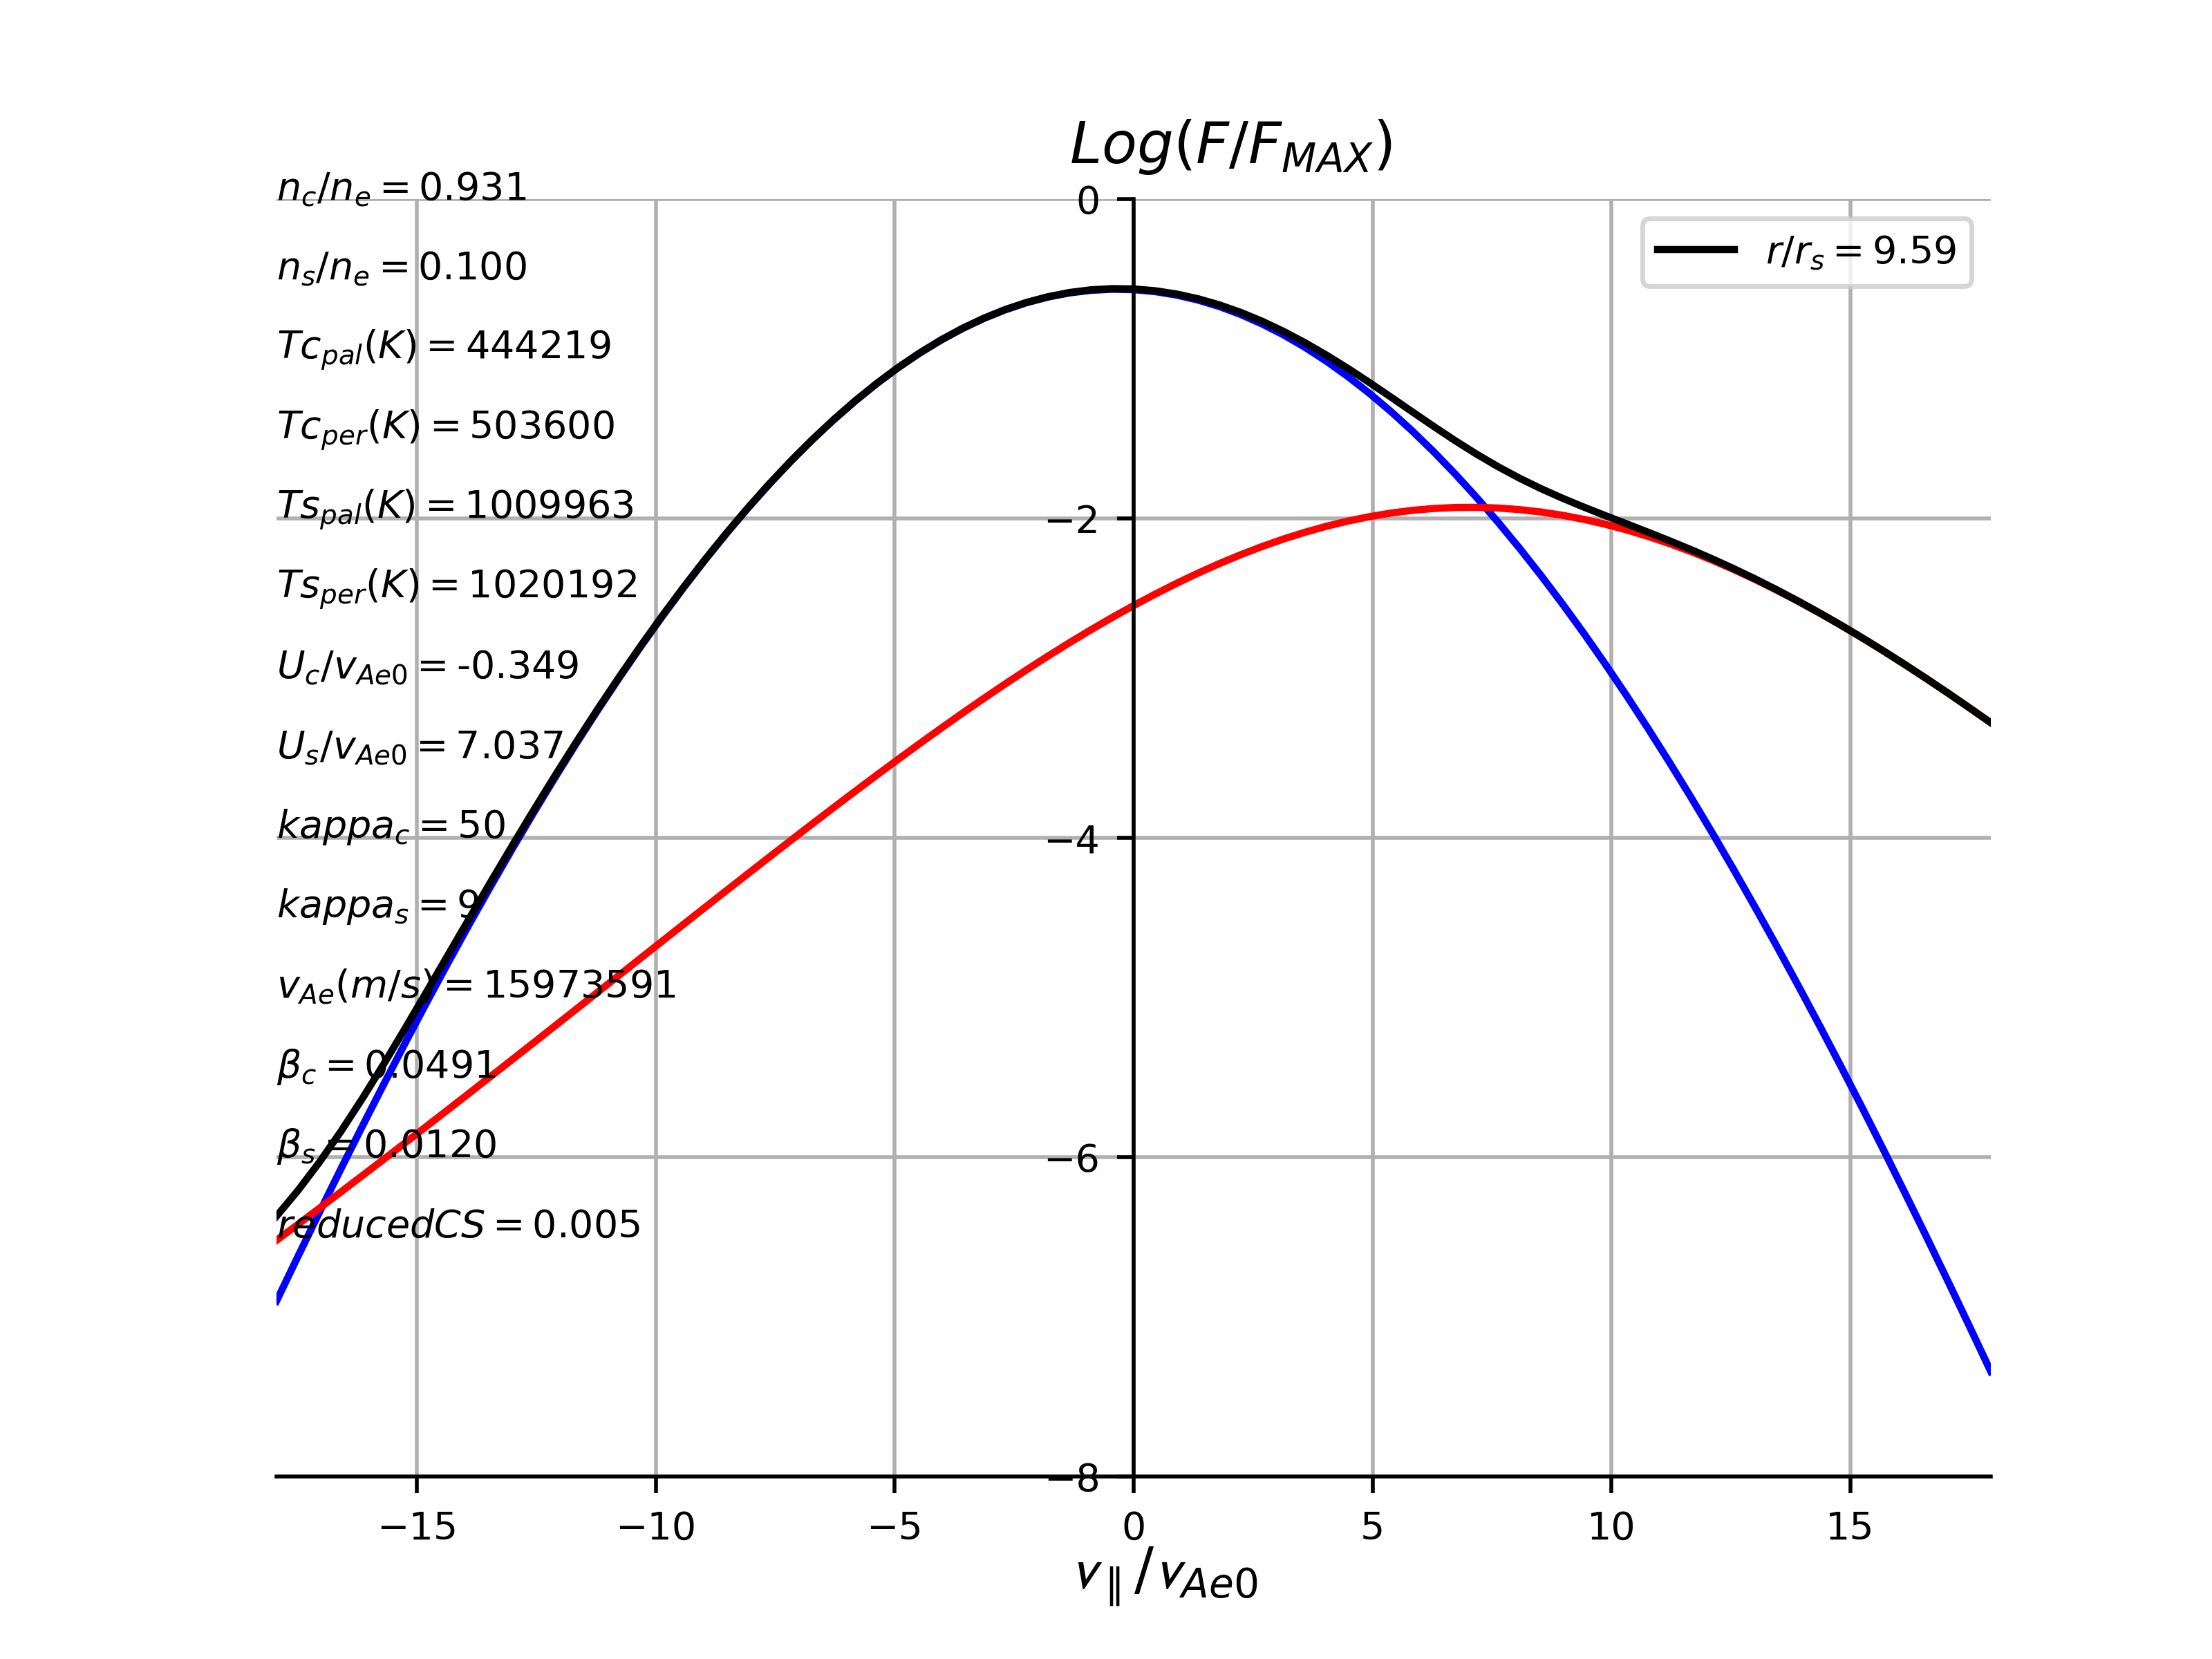 Log(F/F_MAX)
n_c/n_e = 0.931
n_s/n_e = 0.100
Tc_pal(K) = 444219
Tc_per(K) = 503600
Ts_pal(K) = 1009963
Ts_per(K) = 1020192
U_c/v_Ae0 = -0.349
U_s/v_Ae0 = 7.037
kappa_c = 50
kappa_s = 9
v_Ae(m/s) = 15973591
β_c = 0.0491
β_s = 0.0120
reducedCS = 0.005
r/r_s = 9.59
0
−2
−4
−6
−8
−15 −10 −5 0 5 10 15
v_∥/v_Ae0